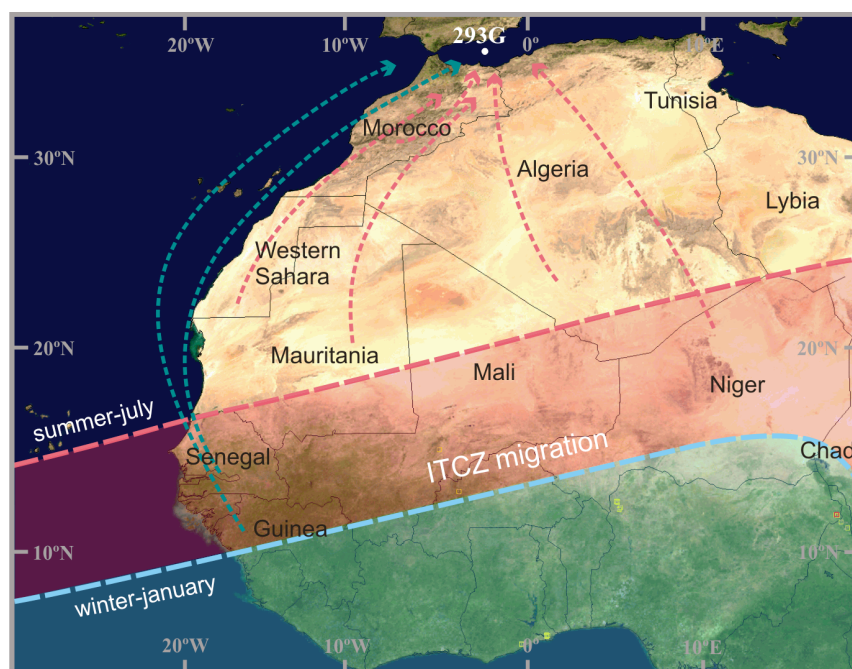 20ºW
10ºW
293G
0º
10ºE
Tunisia
Morocco
30ºN
30ºN
Algeria
Lybia
Western
Sahara
20ºN
Mauritania
20ºN
Mali
Niger
summer-july
Senegal
ITCZ migration
Chad
Guinea
10ºN
10ºN
winter-january
20ºW
10ºW
0º
10ºE